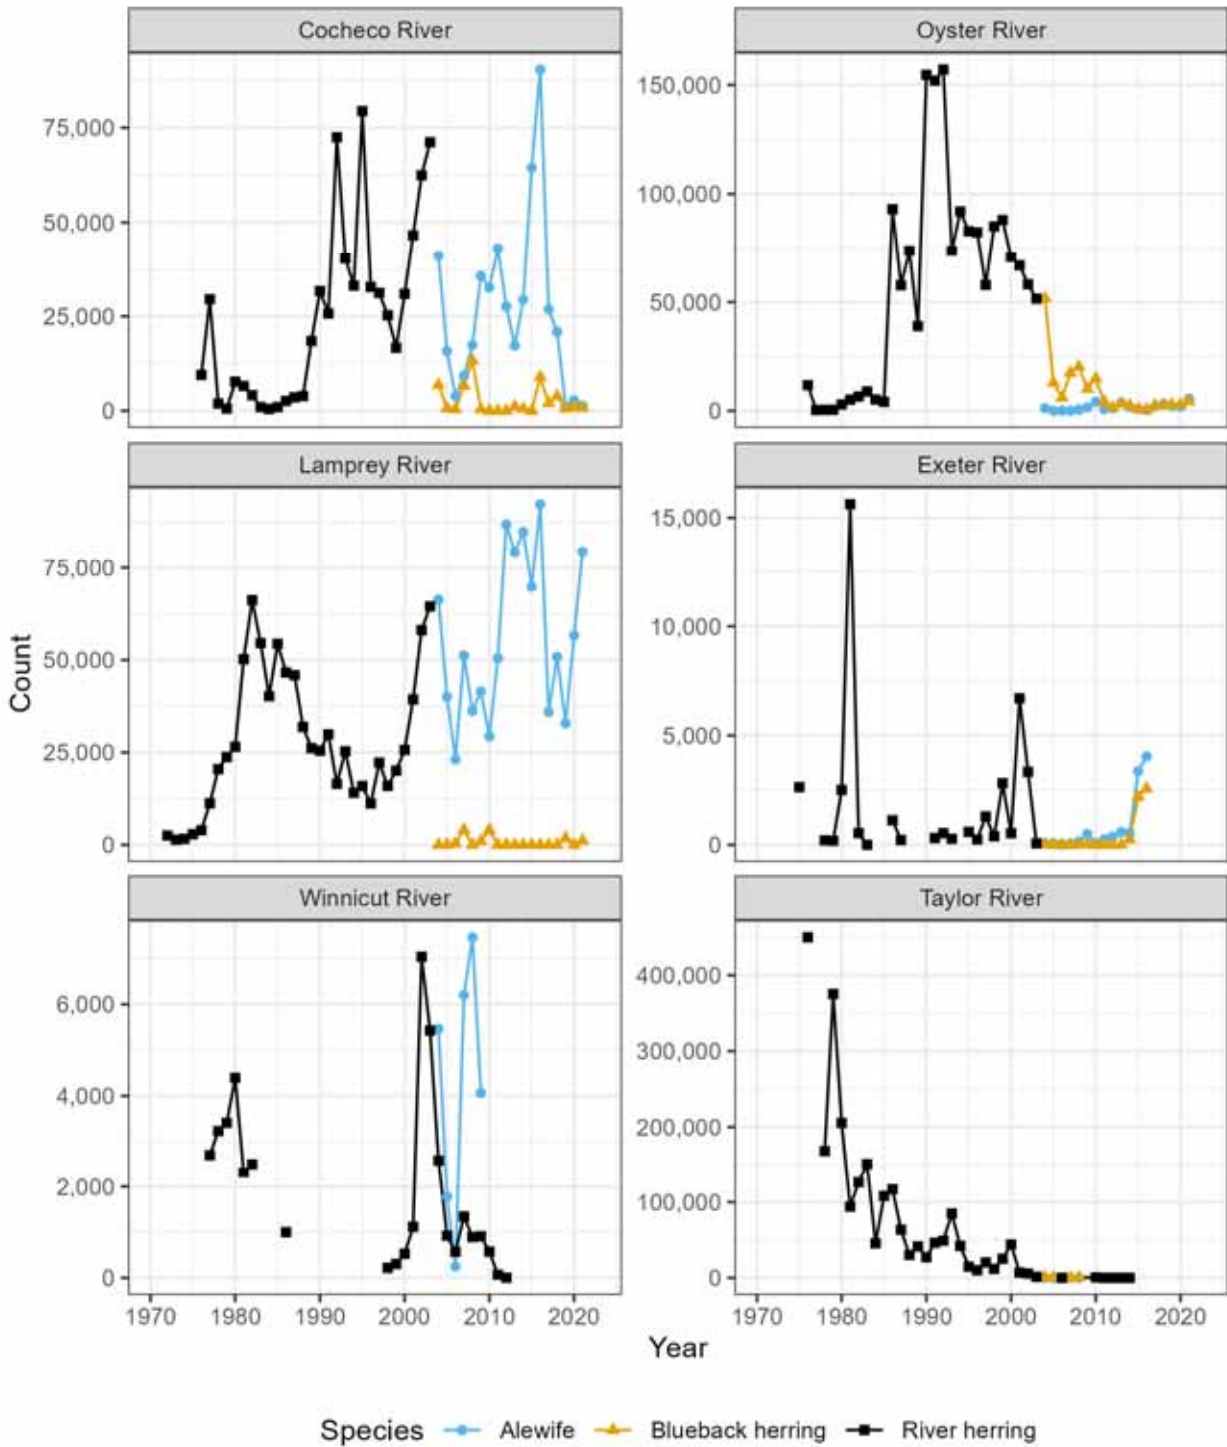 Cocheco River
Oyster River
75,000
50,000
25,000
0
150,000
100,000
50,000
0
Lamprey River
Exeter River
75,000
50,000
25,000
0
15,000
10,000
5,000
0
Winnicut River
Taylor River
6,000
4,000
2,000
0
400,000
300,000
200,000
100,000
0
Count
1970 1980 1990 2000 2010 2020
1970 1980 1990 2000 2010 2020
Year
Species Alewife Blueback herring River herring